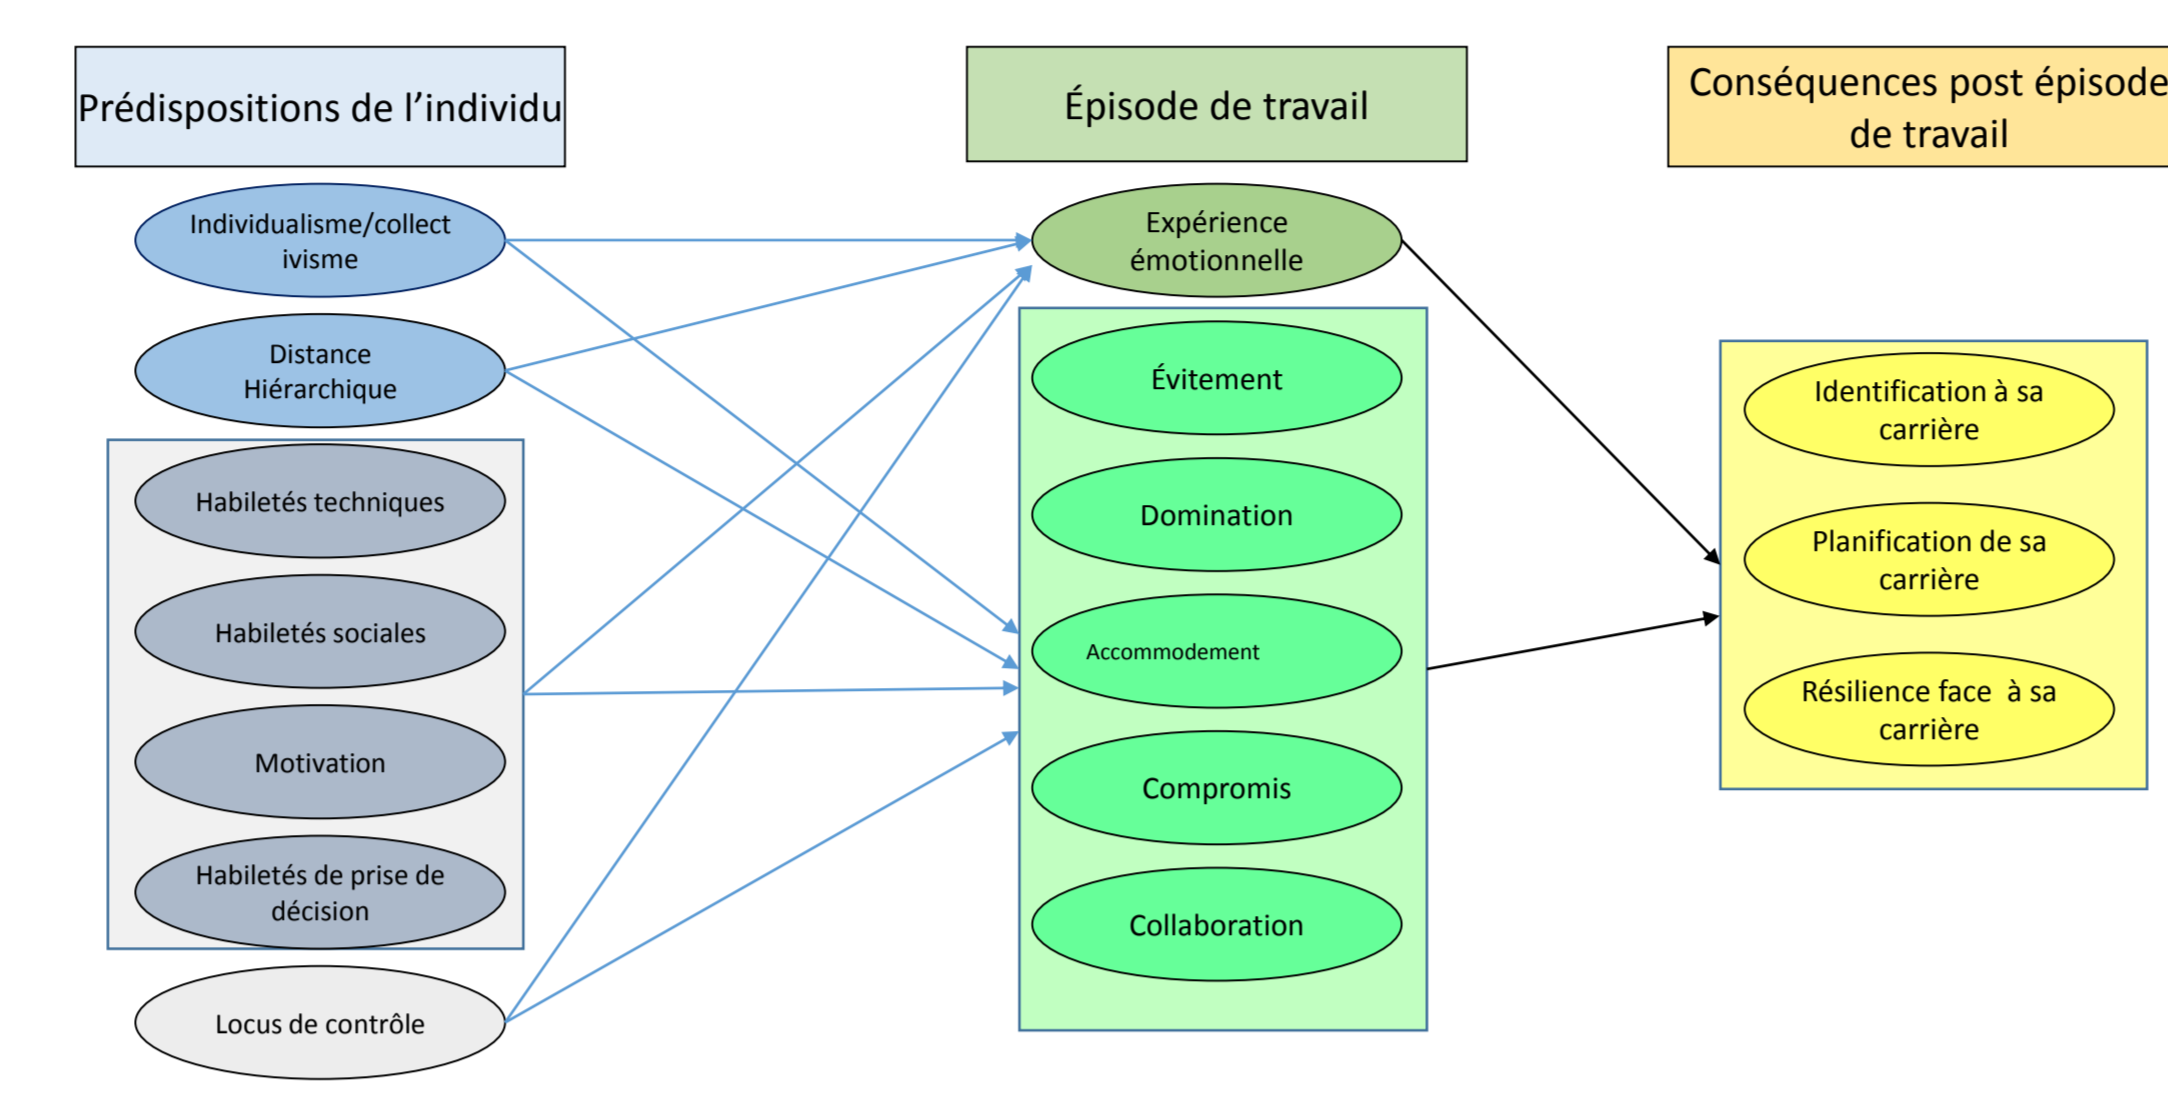 Prédispositions de l’individu
Individualisme/collect
ivisme
Distance
Hiérarchique
Habiletés techniques
Habiletés sociales
Motivation
Habiletés de prise de
décision
Locus de contrôle
Épisode de travail
Expérience
émotionnelle
Évitement
Domination
Accommodement
Compromis
Collaboration
Conséquences post épisode
de travail
Identification à sa
carrière
Planification de sa
carrière
Résilience face  à sa
carrière